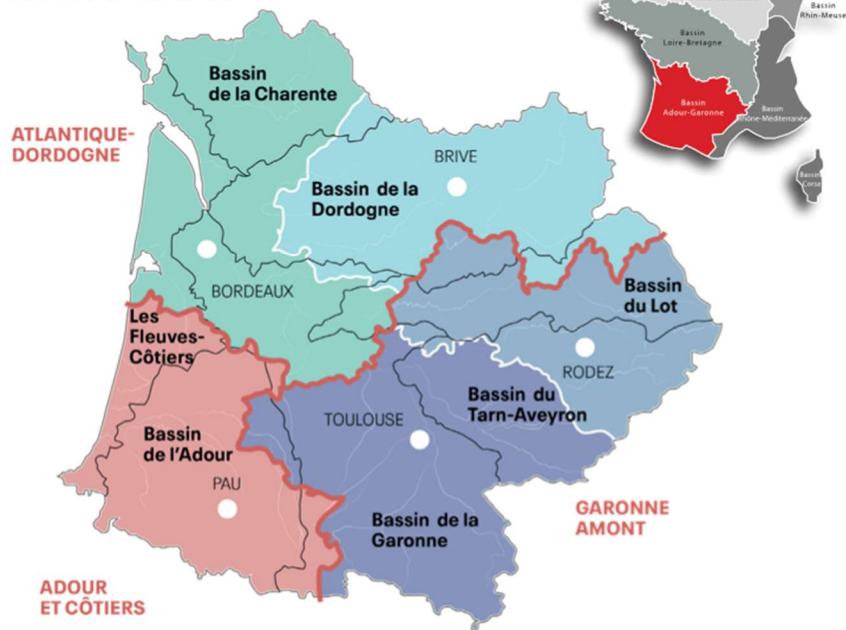 Bassin
Rhin-Meuse
Bassin
Loire-Bretagne
Bassin
Adour-Garonne
Bassin
Rhône-Méditerranée
Bassin
Corse
Bassin
de la Charente
ATLANTIQUE-
DORDOGNE
BRIVE
Bassin de la
Dordogne
BORDEAUX
Bassin
du Lot
Les
Fleuves-
Côtiers
RODEZ
Bassin du
Tarn-Aveyron
TOULOUSE
Bassin
de l'Adour
PAU
GARONNE
AMONT
Bassin de la
Garonne
ADOUR
ET CÔTIERS